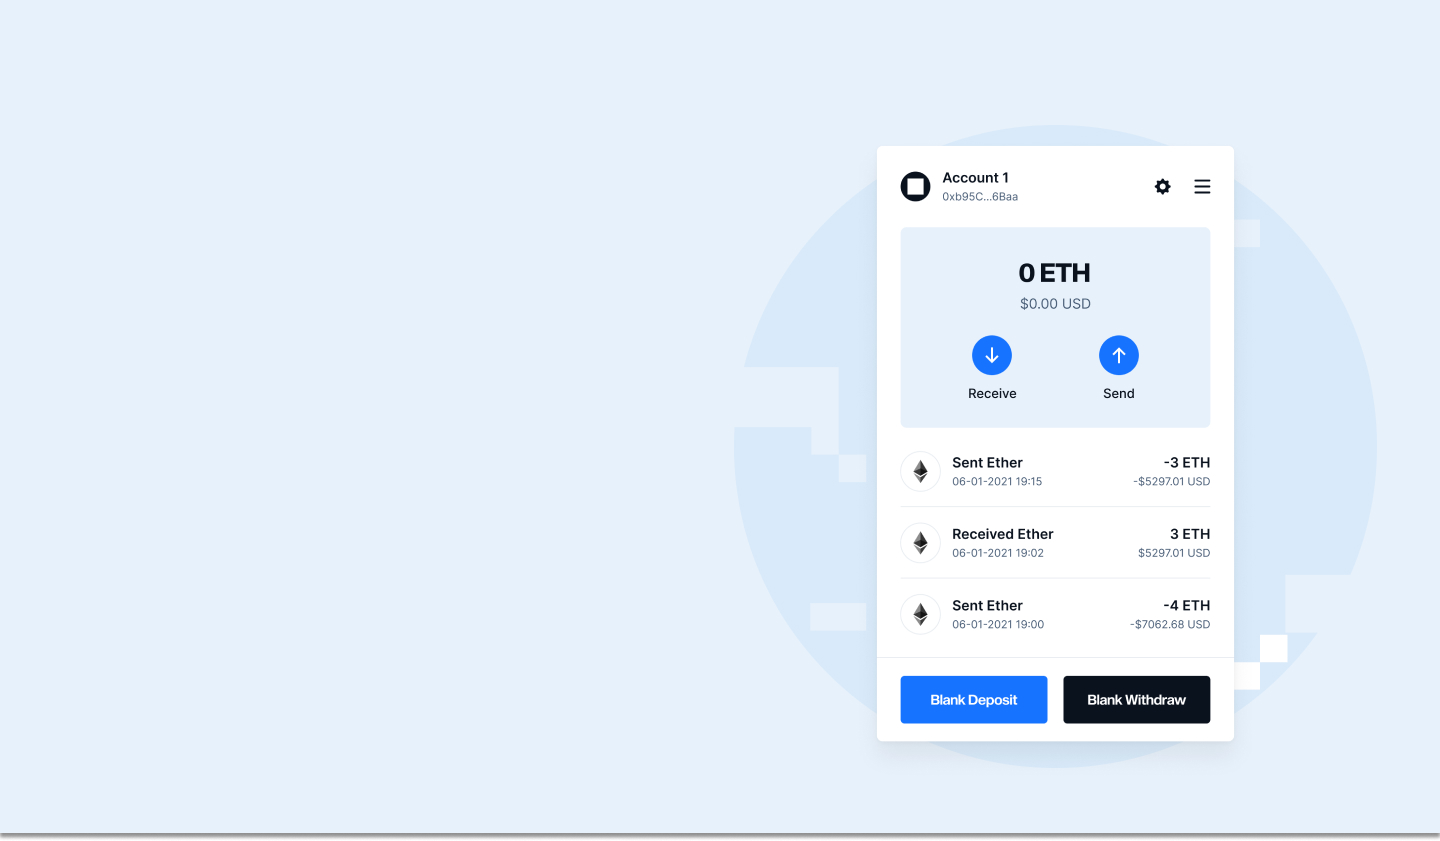 Account 1
0xb95C...6Baa
0 ETH
$0.00 USD
Receive
Send
Sent Ether
-3 ETH
06-01-2021 19:15
-$5297.01 USD
Received Ether
3 ETH
06-01-2021 19:02
$5297.01 USD
Sent Ether
-4 ETH
06-01-2021 19:00
-$7062.68 USD
Blank Deposit
Blank Withdraw